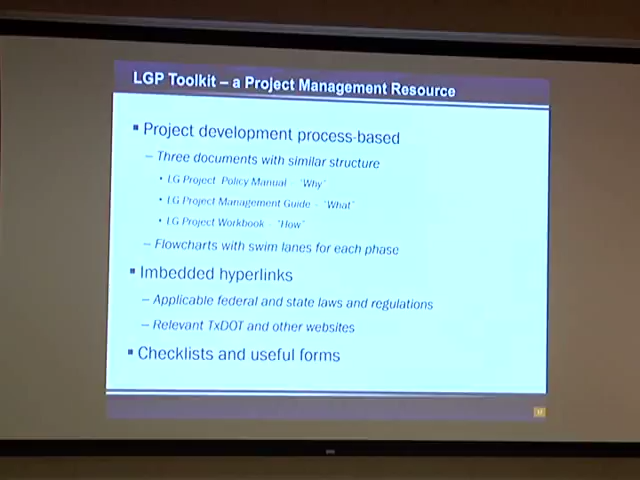 LGP Toolkit – a Project Management Resource
▪ Project development process-based
– Three documents with similar structure
• LG Project Policy Manual - "Why"
• LG Project Management Guide - "What"
• LG Project Workbook - "How"
– Flowcharts with swim lanes for each phase
▪ Imbedded hyperlinks
– Applicable federal and state laws and regulations
– Relevant TxDOT and other websites
▪ Checklists and useful forms